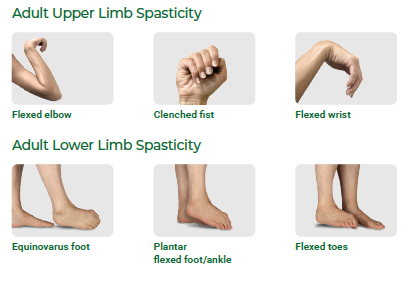 Adult Upper Limb Spasticity
Flexed elbow
Clenched fist
Flexed wrist
Adult Lower Limb Spasticity
Equinovarus foot
Plantar
flexed foot/ankle
Flexed toes